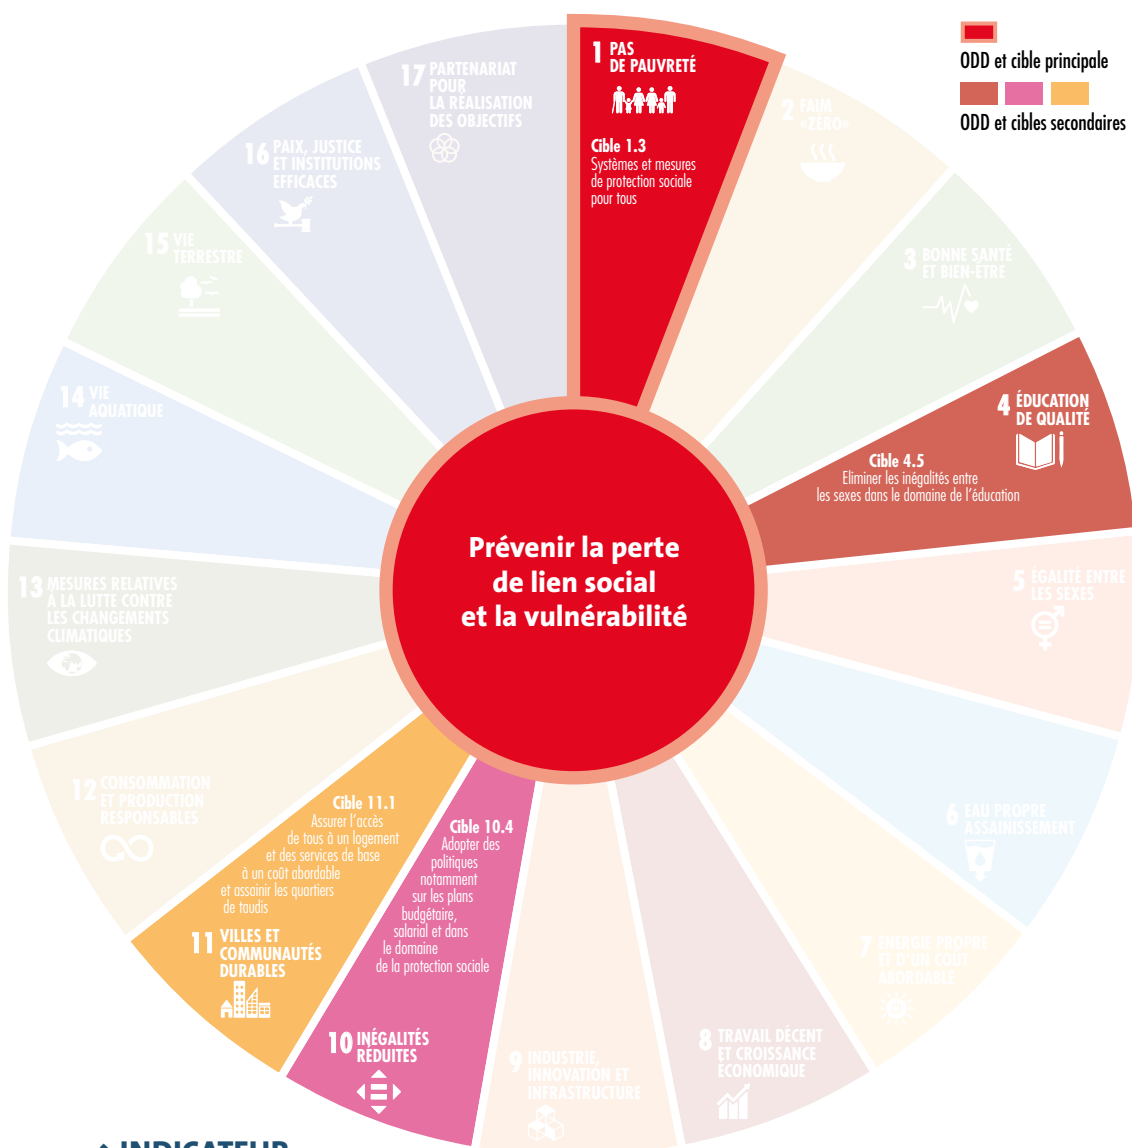 1 PAS
DE PAUVRETÉ
Cible 1.3
Systèmes et mesures
de protection sociale
pour tous
2 FAIM
«ZÉRO»
3 BONNE SANTÉ
ET BIEN-ÊTRE
4 ÉDUCATION
DE QUALITÉ
Cible 4.5
Eliminer les inégalités entre
les sexes dans le domaine de l’éducation
5 ÉGALITÉ ENTRE
LES SEXES
6 EAU PROPRE
ASSAINISSEMENT
7 ÉNERGIE PROPRE
ET D’UN COÛT
ABORDABLE
8 TRAVAIL DÉCENT
ET CROISSANCE
ÉCONOMIQUE
9 INDUSTRIE,
INNOVATION ET
INFRASTRUCTURE
Cible 10.4
Adopter des
politiques
notamment
sur les plans
budgétaire,
salarial et dans
le domaine
de la protection sociale
10 INÉGALITÉS
RÉDUITES
Cible 11.1
Assurer l’accès
de tous à un logement
et des services de base
à un coût abordable
et assainir les quartiers
de taudis
11 VILLES ET
COMMUNAUTÉS
DURABLES
12 CONSOMMATION
ET PRODUCTION
RESPONSABLES
13 MESURES RELATIVES
À LA LUTTE CONTRE
LES CHANGEMENTS
CLIMATIQUES
14 VIE
AQUATIQUE
15 VIE
TERRESTRE
16 PAIX, JUSTICE
ET INSTITUTIONS
EFFICACES
17 PARTENARIAT
POUR
LA RÉALISATION
DES OBJECTIFS
Prévenir la perte
de lien social
et la vulnérabilité
ODD et cible principale
ODD et cibles secondaires
INDICATEUR